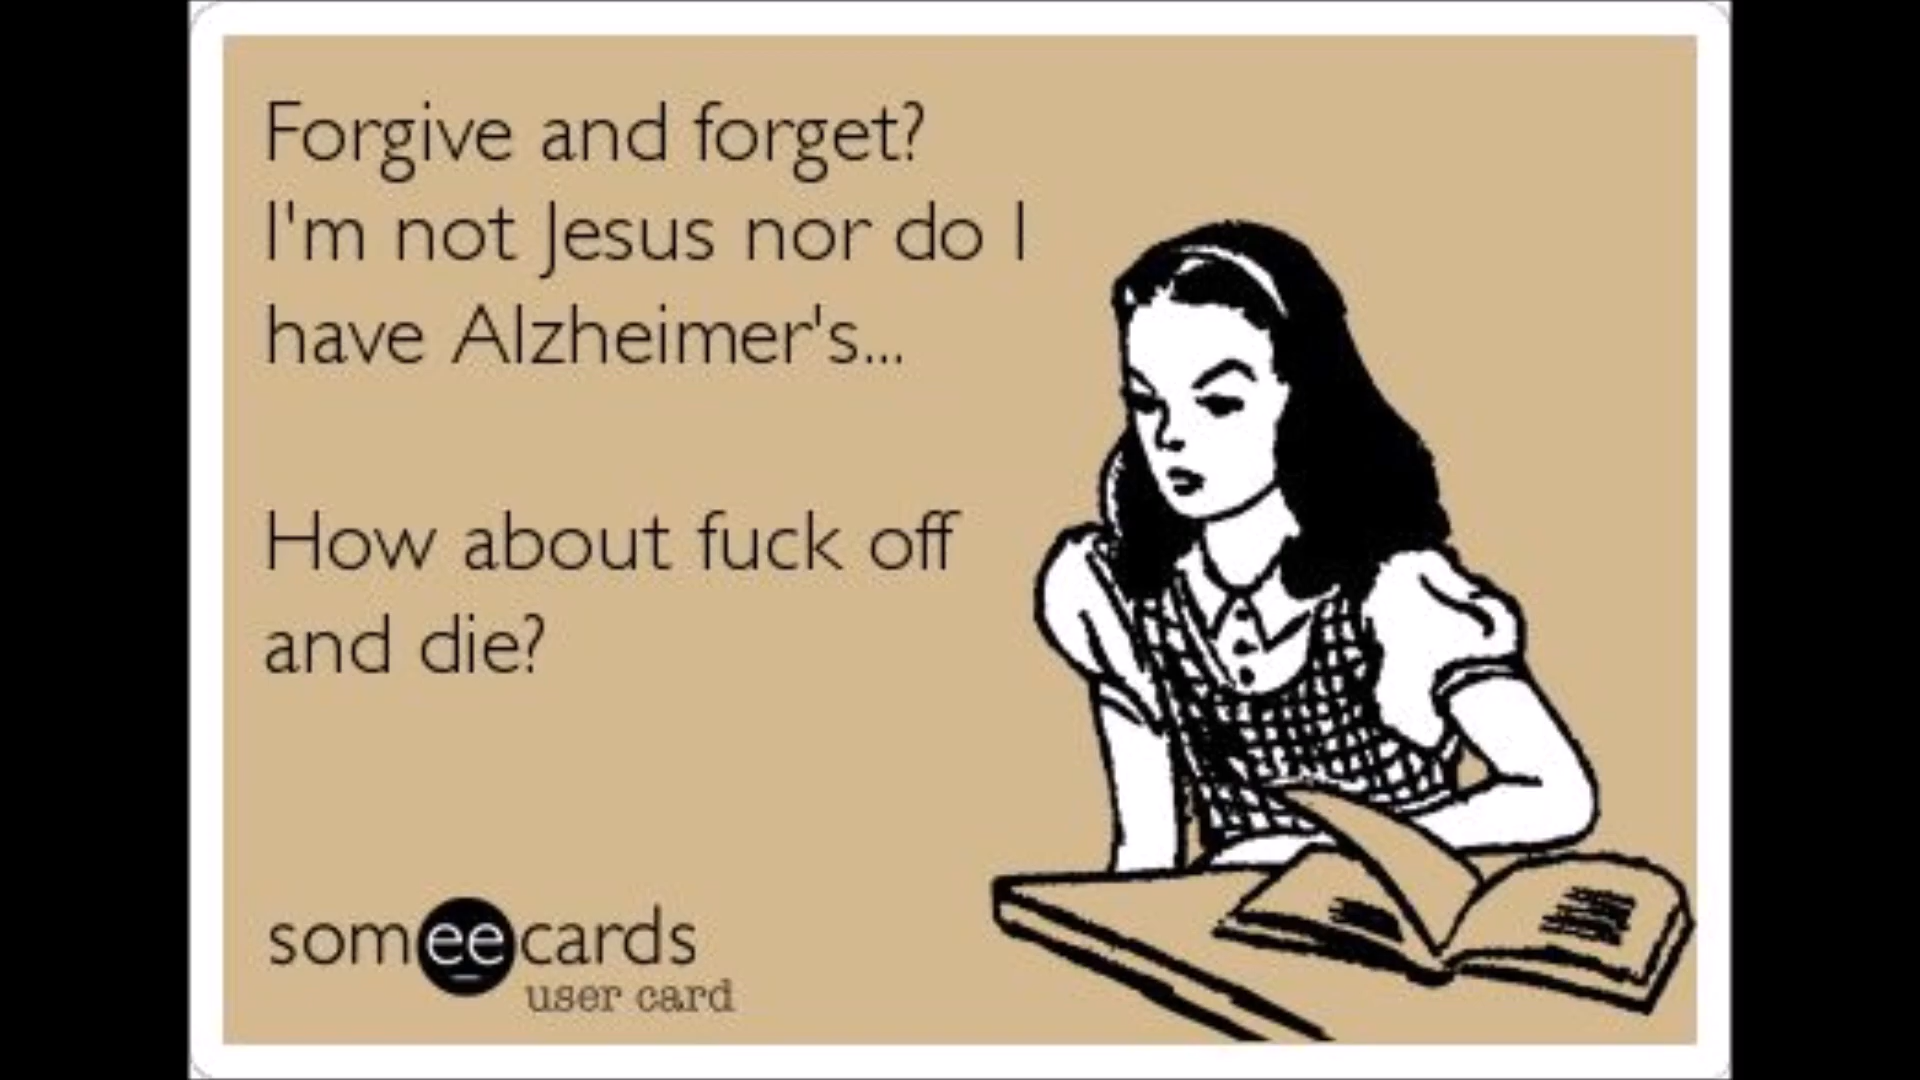 Forgive and forget?
I'm not Jesus nor do I
have Alzheimer's...
How about fuck off
and die?
someecards
user card